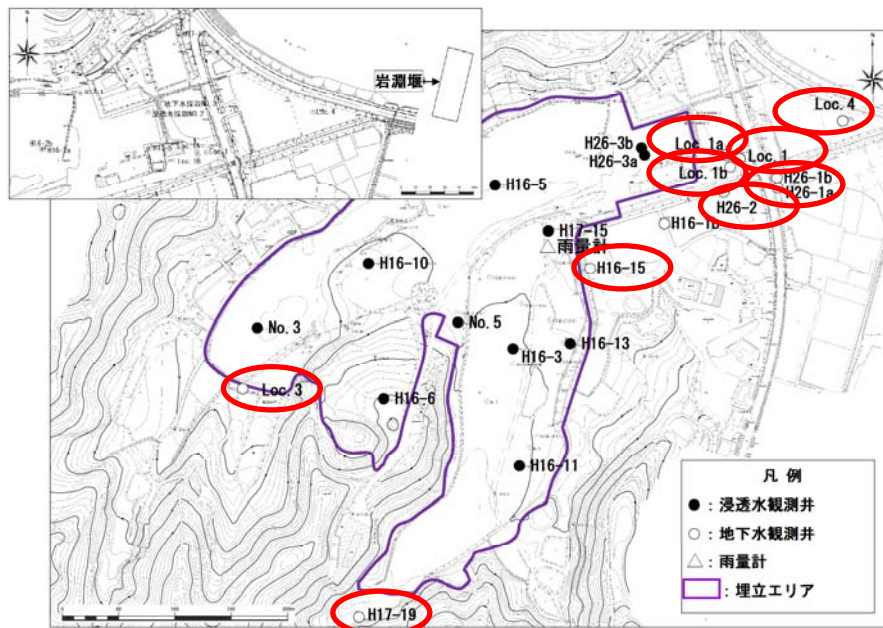 N
岩淵堰
Loc.4
N
Loc. 4
Loc. 1a
H26-3b
H26-3a
Loc. 1
Loc. 1b
H26-1b
H26-1a
H16-5
H26-2
H16-1B
H17-15
雨量計
H16-15
H16-10
No. 3
No. 5
H16-3
H16-13
Loc. 3
H16-6
H16-11
H17-19
凡 例
● : 浸透水観測井
○ : 地下水観測井
△ : 雨量計
: 埋立エリア